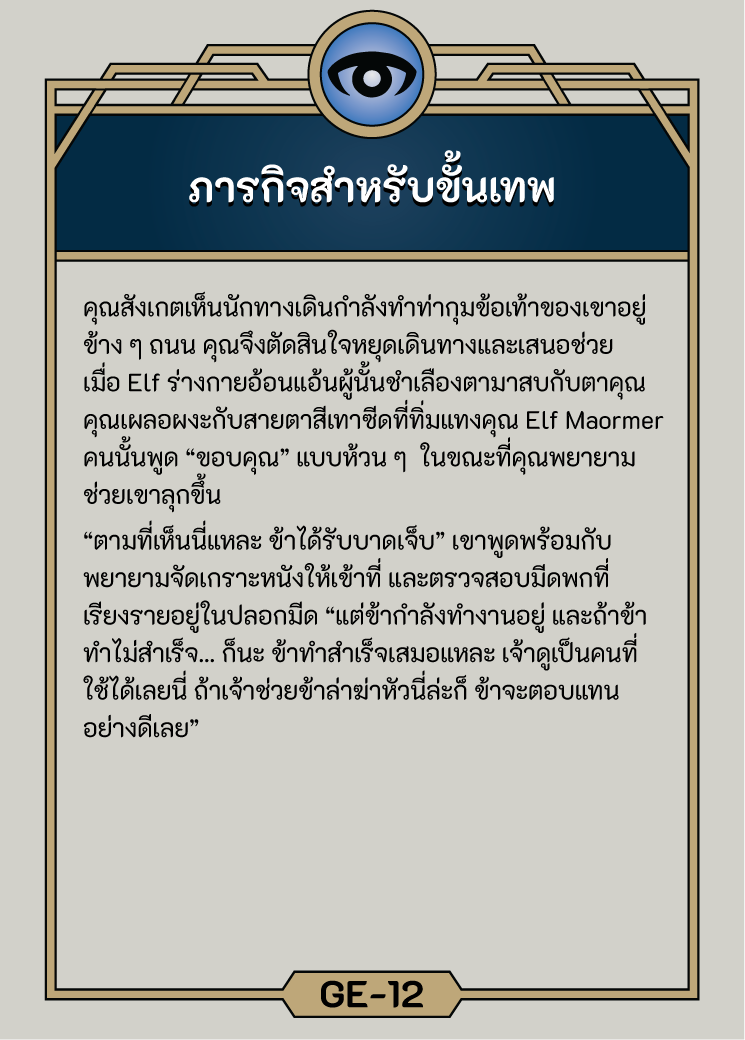 ภารกิจสำหรับขั้นเทพ
คุณสังเกตเห็นนักทางเดินกำลังทำท่ากุมข้อเท้าของเขาอยู่
ข้าง ๆ ถนน คุณจึงตัดสินใจหยุดเดินทางและเสนอช่วย
เมื่อ Elf ร่างกายอ้อนแอ้นผู้นั้นชำเลืองตามาสบกับตาคุณ
คุณเผลอผงะกับสายตาสีเทาซีดที่ทิ่มแทงคุณ Elf Maormer
คนนั้นพูด “ขอบคุณ” แบบห้วน ๆ ในขณะที่คุณพยายาม
ช่วยเขาลุกขึ้น
“ตามที่เห็นนี่แหละ ข้าได้รับบาดเจ็บ” เขาพูดพร้อมกับ
พยายามจัดเกราะหนังให้เข้าที่ และตรวจสอบมีดพกที่
เรียงรายอยู่ในปลอกมีด “แต่ข้ากำลังทำงานอยู่ และถ้าข้า
ทำไม่สำเร็จ... ก็นะ ข้าทำสำเร็จเสมอแหละ เจ้าดูเป็นคนที่
ใช้ได้เลยนี่ ถ้าเจ้าช่วยข้าล่าฆ่าหัวนี่ล่ะก็ ข้าจะตอบแทน
อย่างดีเลย”
GE-12